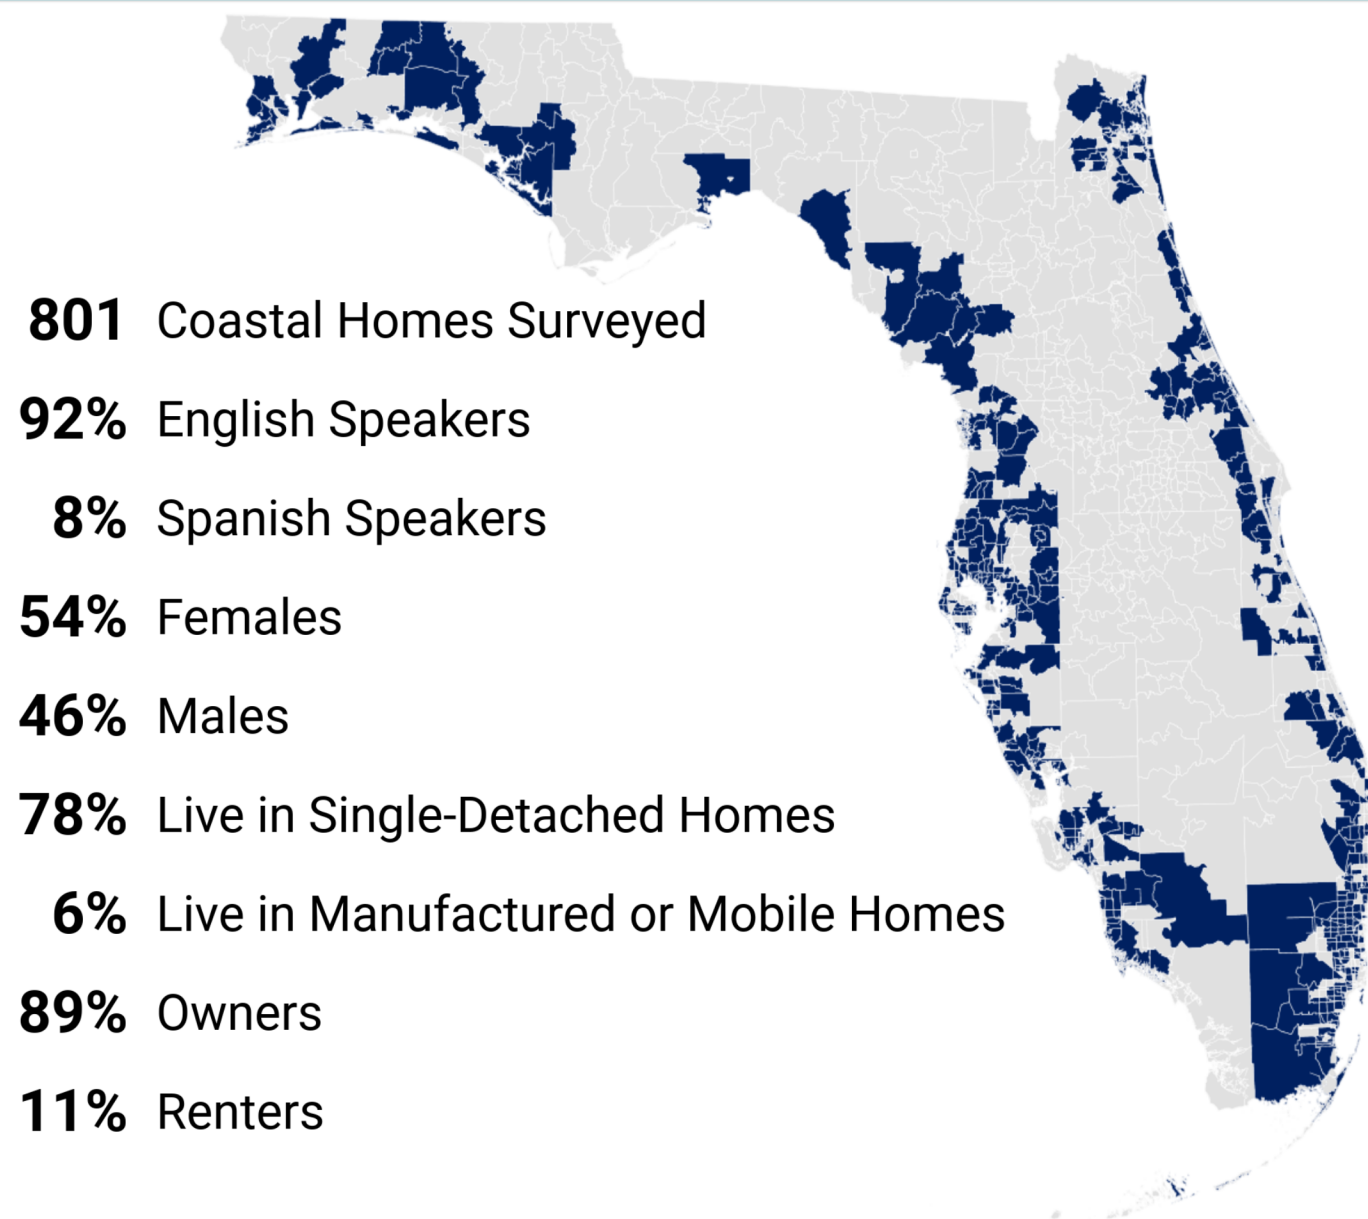 801 Coastal Homes Surveyed
92% English Speakers
8% Spanish Speakers
54% Females
46% Males
78% Live in Single-Detached Homes
6% Live in Manufactured or Mobile Homes
89% Owners
11% Renters